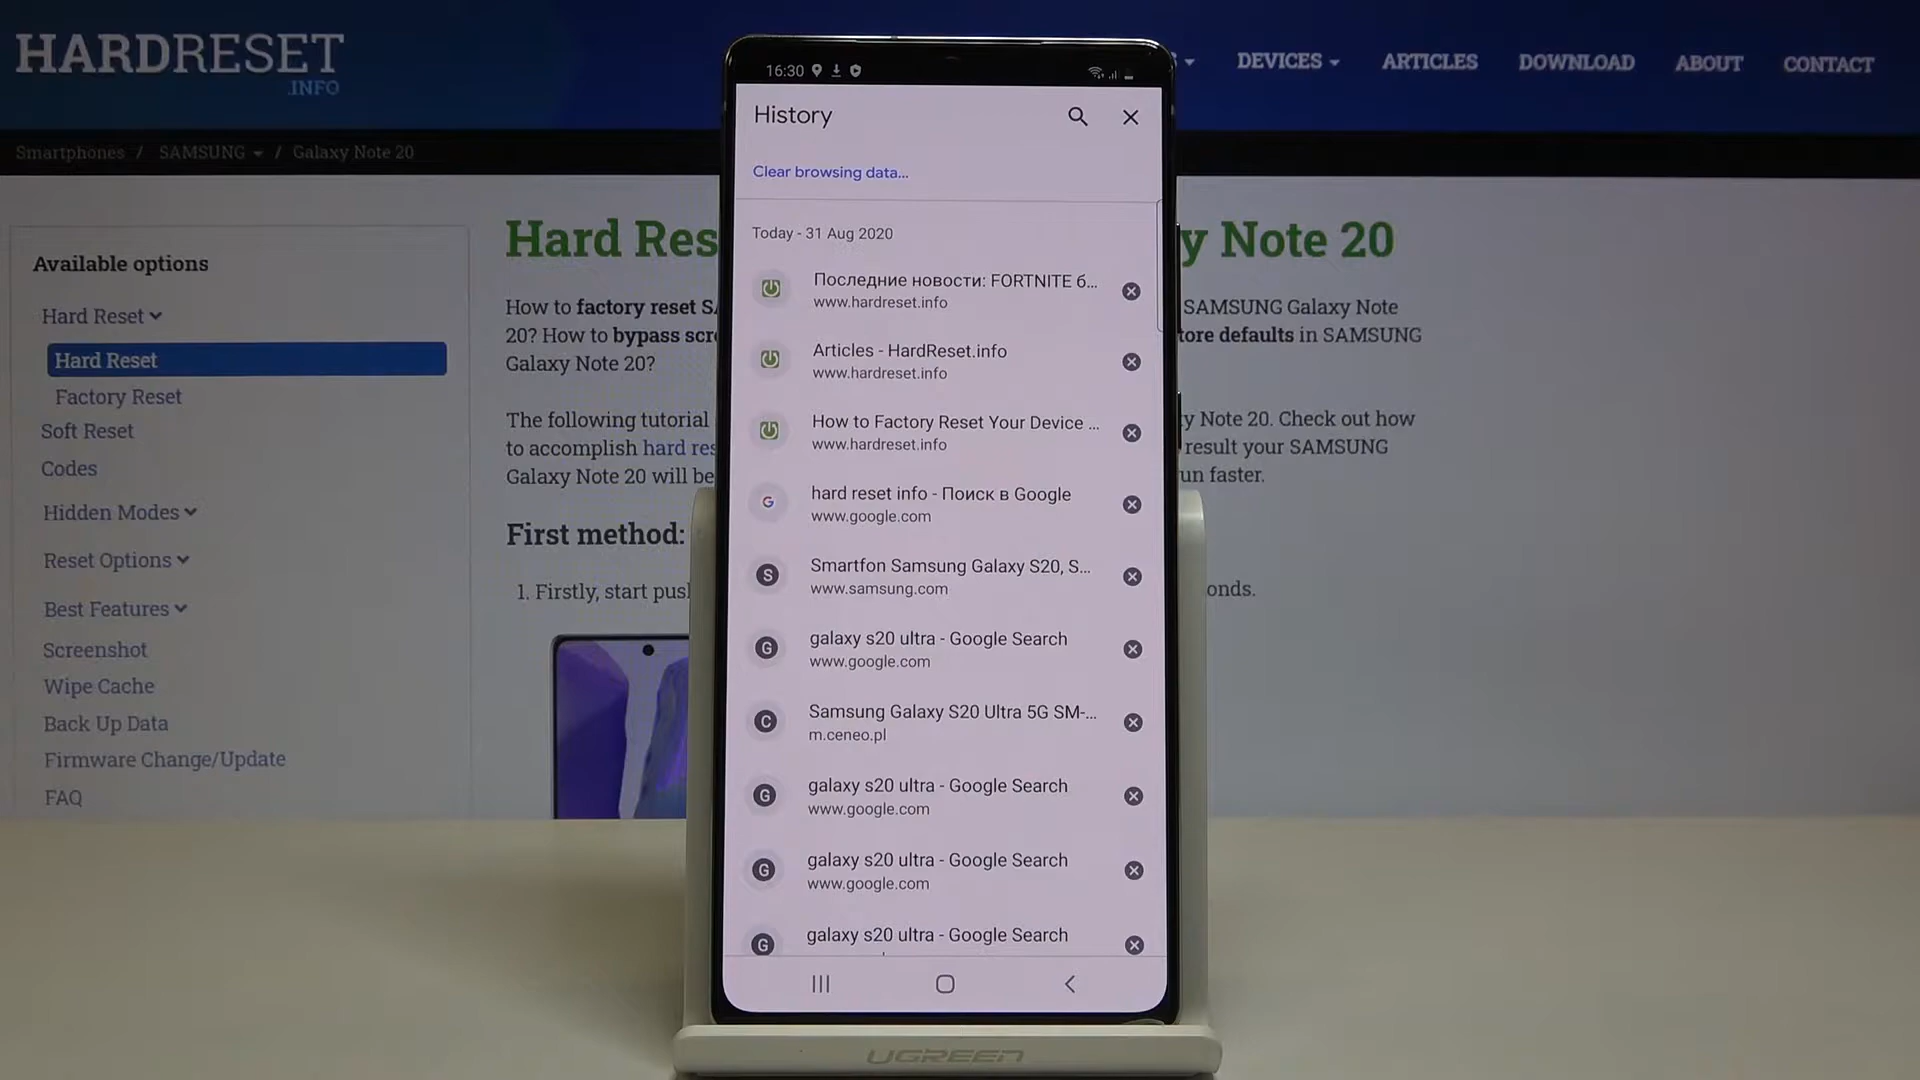 HARDRESET
.INFO
DEVICES
ARTICLES
DOWNLOAD
ABOUT
CONTACT
Smartphones / SAMSUNG / Galaxy Note 20
Available options
Hard Reset
Hard Reset
Factory Reset
Soft Reset
Codes
Hidden Modes
Reset Options
Best Features
Screenshot
Wipe Cache
Back Up Data
Firmware Change/Update
FAQ
Hard Res
y Note 20
How to factory reset SA
SAMSUNG Galaxy Note
20? How to bypass scr
tore defaults in SAMSUNG
Galaxy Note 20?
The following tutorial
y Note 20. Check out how
to accomplish hard res
result your SAMSUNG
Galaxy Note 20 will be
un faster.
First method:
1. Firstly, start pus
onds.
16:30
History
Clear browsing data...
Today - 31 Aug 2020
Последние новости: FORTNITE б...
www.hardreset.info
Articles - HardReset.info
www.hardreset.info
How to Factory Reset Your Device ...
www.hardreset.info
G
hard reset info - Поиск в Google
www.google.com
S
Smartfon Samsung Galaxy S20, S...
www.samsung.com
G
galaxy s20 ultra - Google Search
www.google.com
C
Samsung Galaxy S20 Ultra 5G SM-...
m.ceneo.pl
G
galaxy s20 ultra - Google Search
www.google.com
G
galaxy s20 ultra - Google Search
www.google.com
G
galaxy s20 ultra - Google Search
UGREEN